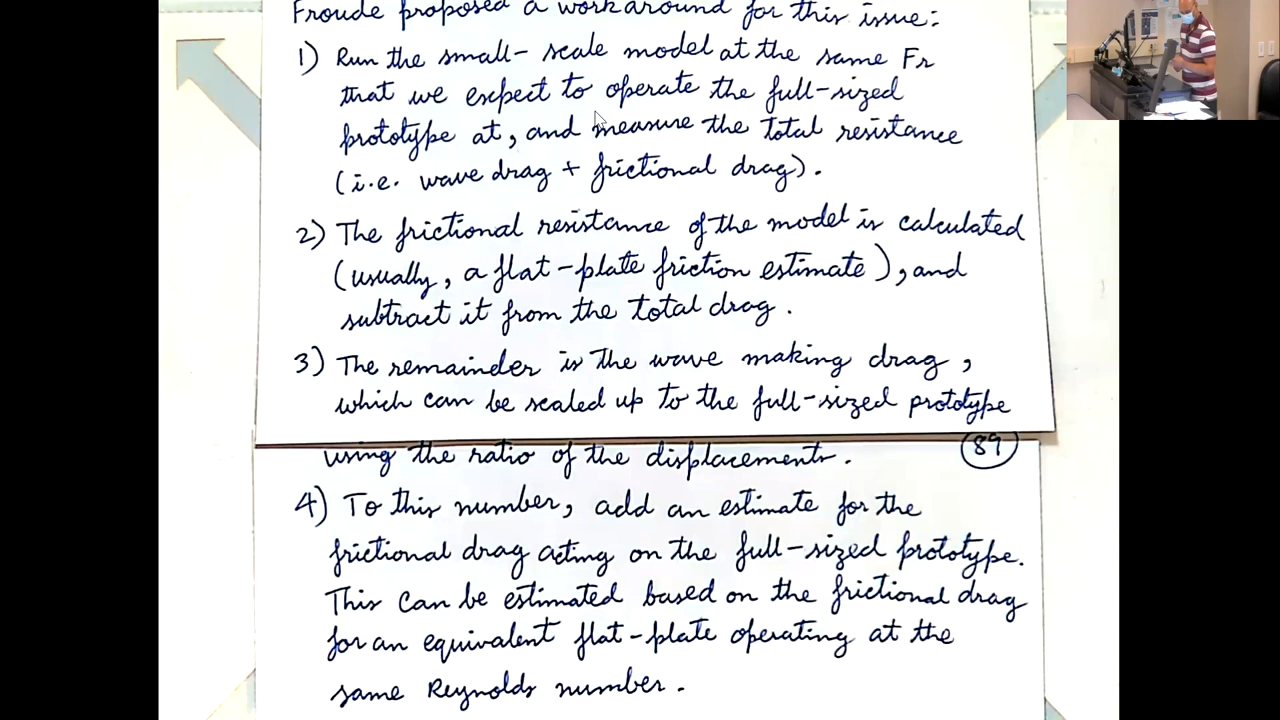 Froude proposed a workaround for this issue:
1) Run the small-scale model at the same Fr
that we expect to operate the full-sized
prototype at, and measure the total resistance
(i.e. wave drag + frictional drag).
2) The frictional resistance of the model is calculated
(usually, a flat-plate friction estimate), and
subtract it from the total drag.
3) The remainder is the wave making drag,
which can be scaled up to the full-sized prototype
using the ratio of the displacements.
89
4) To this number, add an estimate for the
frictional drag acting on the full-sized prototype.
This can be estimated based on the frictional drag
for an equivalent flat-plate operating at the
same Reynolds number.